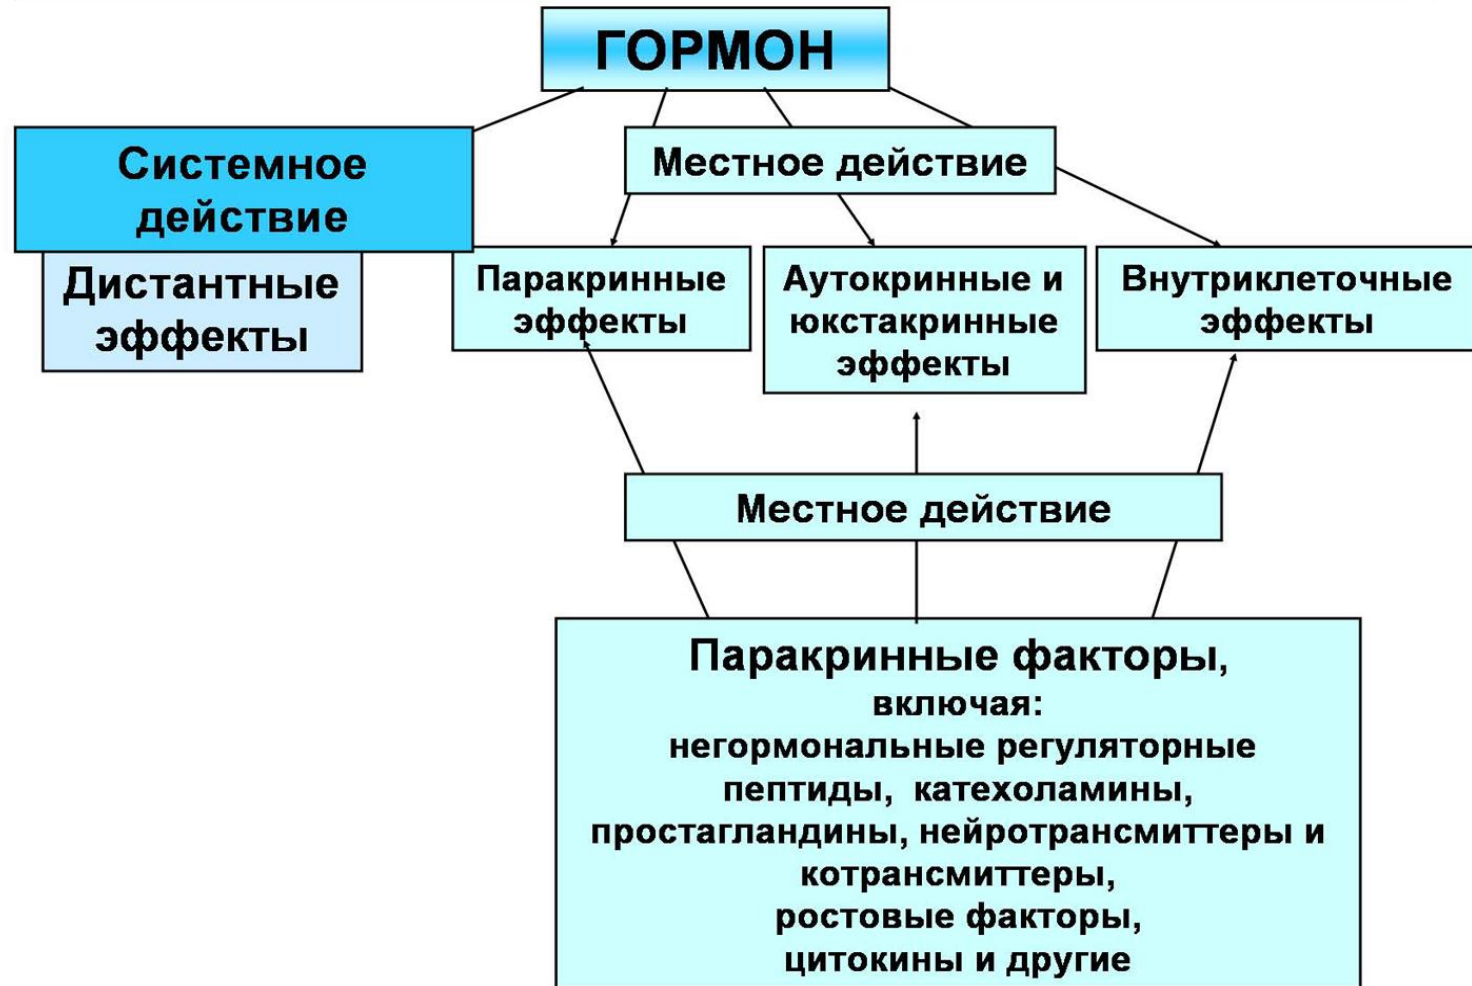 ГОРМОН
Системное
действие
Местное действие
Дистантные
эффекты
Паракринные
эффекты
Аутокринные и
юкстакринные
эффекты
Внутриклеточные
эффекты
Местное действие
Паракринные факторы,
включая:
негормональные регуляторные
пептиды, катехоламины,
простагландины, нейротрансмиттеры и
котрансмиттеры,
ростовые факторы,
цитокины и другие